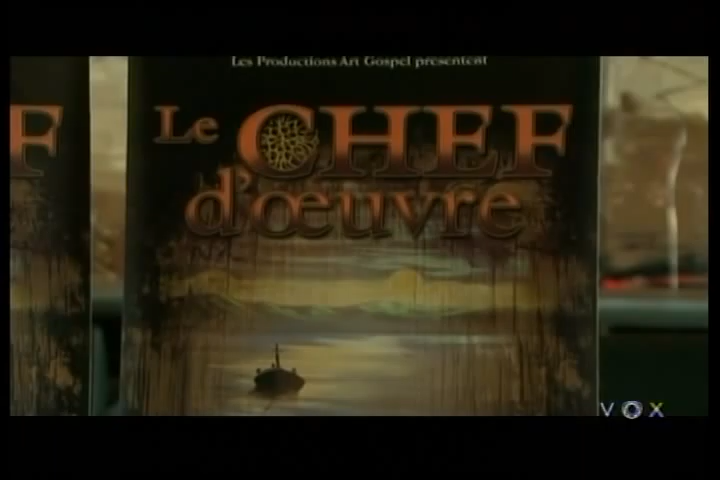 Les Productions Art Gospel présentent
Le CHEF
d'œuvre
F
VOX